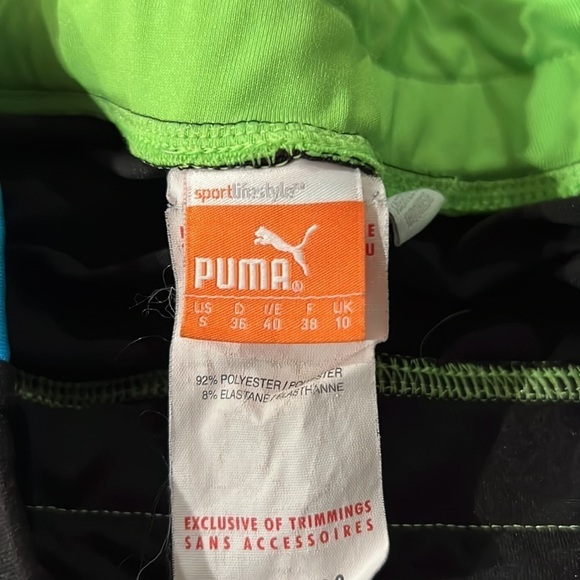 sportlifestyle
PUMA®
US D I/E F UK
S 36 40 38 10
92% POLYESTER/POLYESTER
8% ELASTANE/ELASTHANNE
EXCLUSIVE OF TRIMMINGS
SANS ACCESSOIRES